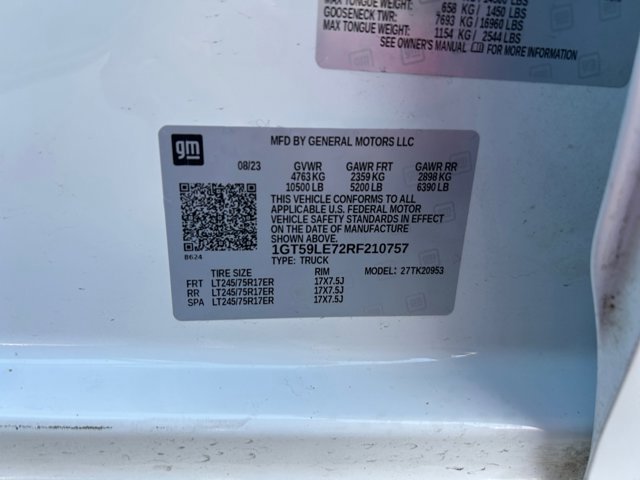 658 KG / 1450 LBS
GOOSENECK TWR: 7693 KG / 16960 LBS
MAX TONGUE WEIGHT: 1154 KG / 2544 LBS
SEE OWNER'S MANUAL FOR MORE INFORMATION
gm
MFD BY GENERAL MOTORS LLC
08/23 GVWR GAWR FRT GAWR RR
4763 KG 2359 KG 2898 KG
10500 LB 5200 LB 6390 LB
THIS VEHICLE CONFORMS TO ALL
APPLICABLE U.S. FEDERAL MOTOR
VEHICLE SAFETY STANDARDS IN EFFECT
ON THE DATE OF MANUFACTURE
SHOWN ABOVE.
8624
1GT59LE72RF210757
TYPE: TRUCK
TIRE SIZE RIM MODEL: 27TK20953
FRT LT245/75R17ER 17X7.5J
RR LT245/75R17ER 17X7.5J
SPA LT245/75R17ER 17X7.5J